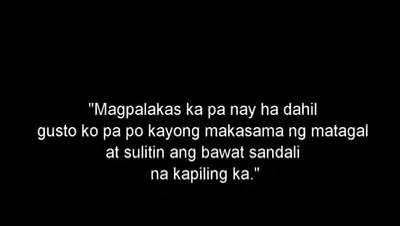 "Magpalakas ka pa nay ha dahil
gusto ko pa po kayong makasama ng matagal
at sulitin ang bawat sandali
na kapiling ka."